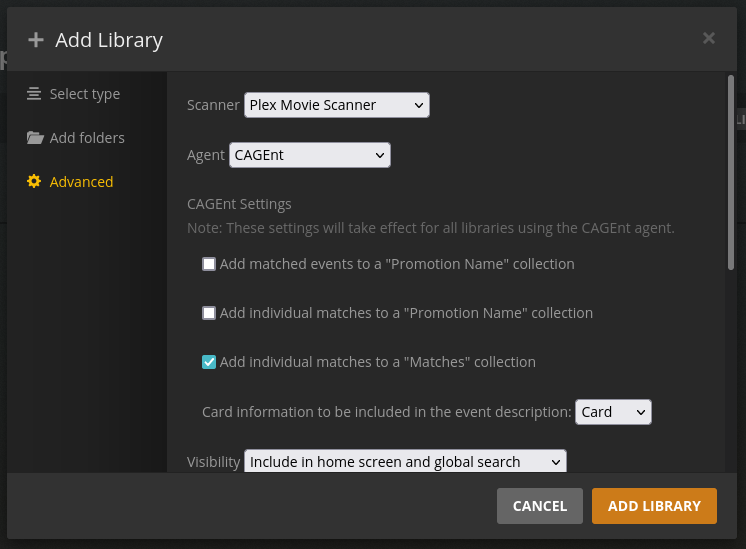 Add Library
Select type
Add folders
Advanced
Scanner Plex Movie Scanner
Agent CAGEnt
CAGEnt Settings
Note: These settings will take effect for all libraries using the CAGEnt agent.
Add matched events to a "Promotion Name" collection
Add individual matches to a "Promotion Name" collection
Add individual matches to a "Matches" collection
Card information to be included in the event description: Card
Visibility Include in home screen and global search
CANCEL ADD LIBRARY